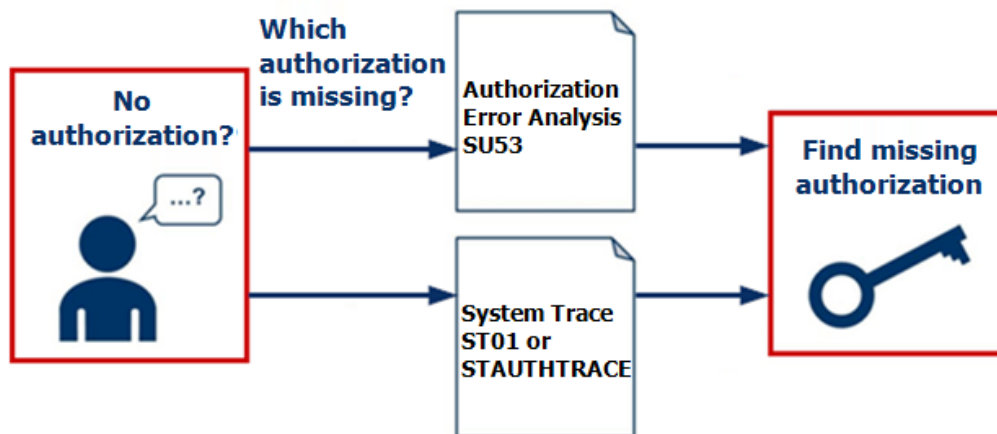 No
authorization?
...?
Which
authorization
is missing?
Authorization
Error Analysis
SU53
System Trace
ST01 or
STAUTHTRACE
Find missing
authorization